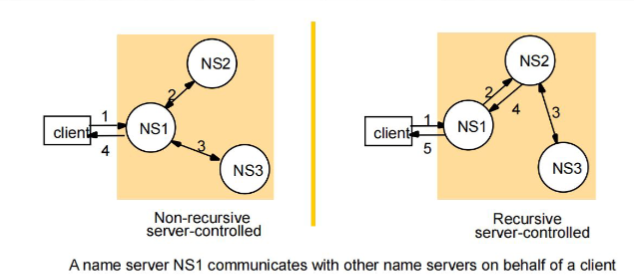 NS2
2
1
client
NS1
3
4
NS3
Non-recursive
server-controlled
NS2
2
4
1
3
client
NS1
5
NS3
Recursive
server-controlled
A name server NS1 communicates with other name servers on behalf of a client